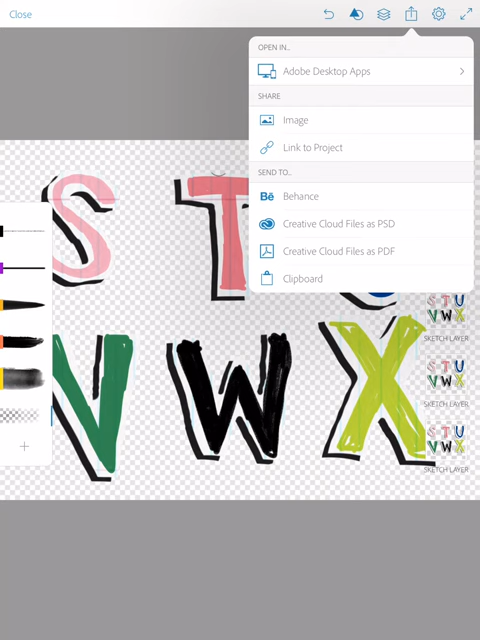 Close
OPEN IN...
Adobe Desktop Apps
SHARE
Image
Link to Project
SEND TO...
Bē Behance
Creative Cloud Files as PSD
Creative Cloud Files as PDF
Clipboard
S T
V W X
S T U
V W X
SKETCH LAYER
S T U
V W X
SKETCH LAYER
S T U
V W X
SKETCH LAYER